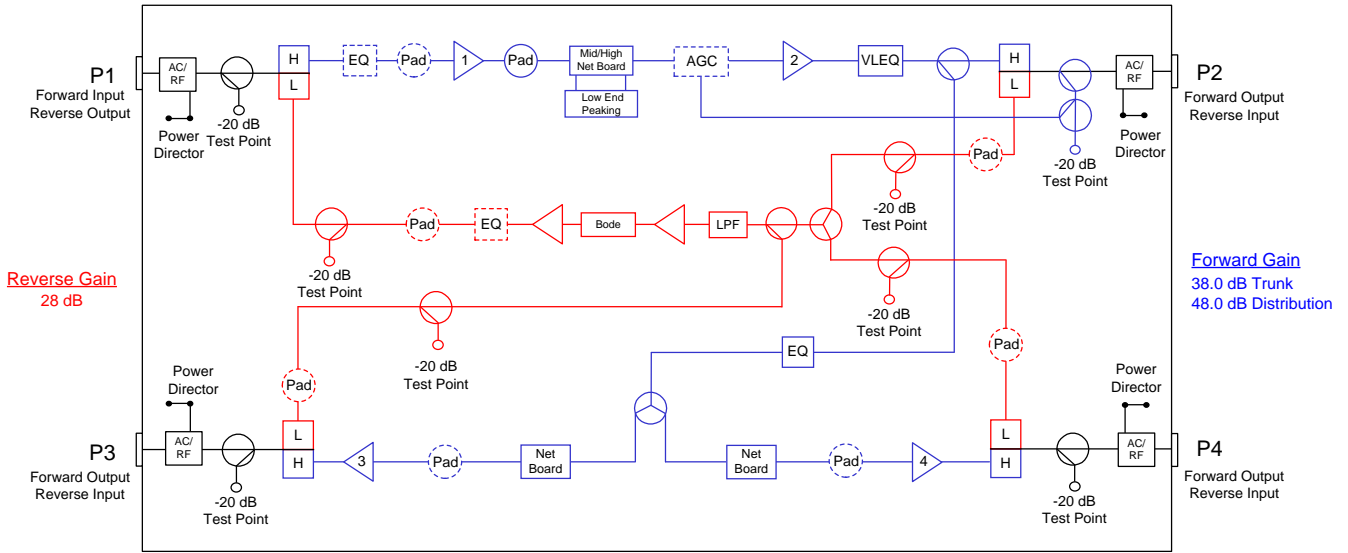 P1
Forward Input
Reverse Output
AC/
RF
Power
Director
-20 dB
Test Point
H
L
EQ
Pad
1
Pad
Mid/High
Net Board
Low End
Peaking
AGC
2
VLEQ
H
L
-20 dB
Test Point
AC/
RF
Power
Director
P2
Forward Output
Reverse Input
Pad
-20 dB
Test Point
-20 dB
Test Point
Pad
EQ
Bode
LPF
-20 dB
Test Point
Reverse Gain
28 dB
Forward Gain
38.0 dB Trunk
48.0 dB Distribution
-20 dB
Test Point
EQ
Pad
Pad
Power
Director
Power
Director
P3
Forward Output
Reverse Input
AC/
RF
-20 dB
Test Point
L
H
3
Pad
Net
Board
Net
Board
Pad
4
L
H
-20 dB
Test Point
AC/
RF
P4
Forward Output
Reverse Input